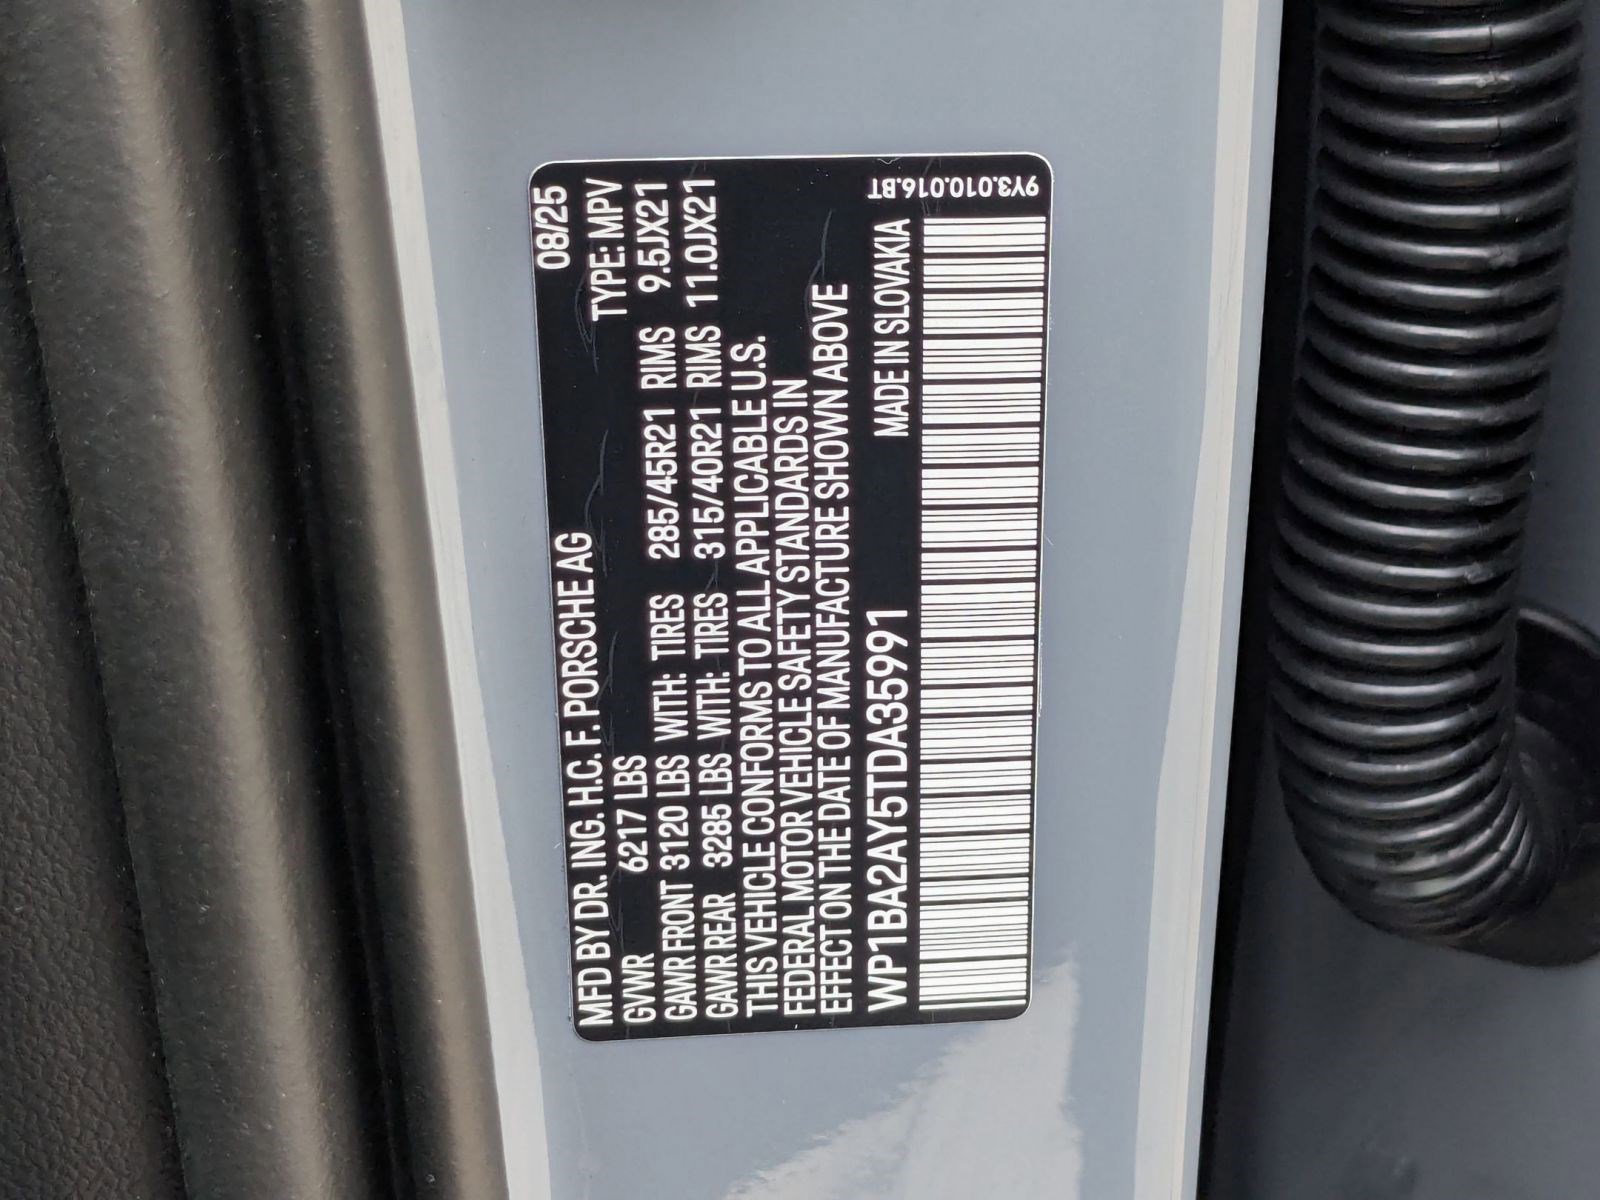 MFD BY DR. ING. H.C. F. PORSCHE AG 08/25
GVWR 6217 LBS TYPE: MPV
GAWR FRONT 3120 LBS WITH: TIRES 285/45R21 RIMS 9.5JX21
GAWR REAR 3285 LBS WITH: TIRES 315/40R21 RIMS 11.0JX21
THIS VEHICLE CONFORMS TO ALL APPLICABLE U.S.
FEDERAL MOTOR VEHICLE SAFETY STANDARDS IN
EFFECT ON THE DATE OF MANUFACTURE SHOWN ABOVE
WP1BA2AY5TDA35991 MADE IN SLOVAKIA
9Y3.010.016.BT